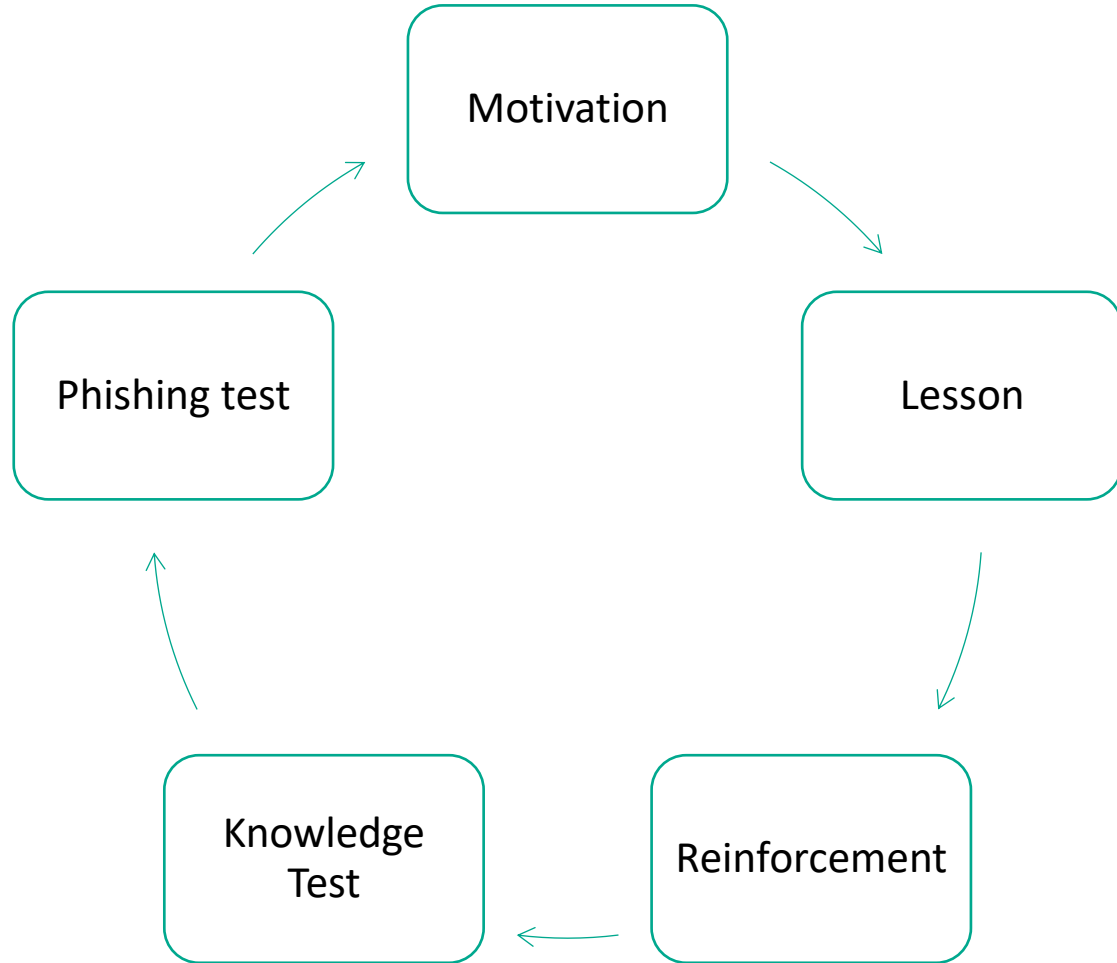 Motivation
Lesson
Reinforcement
Knowledge
Test
Phishing test